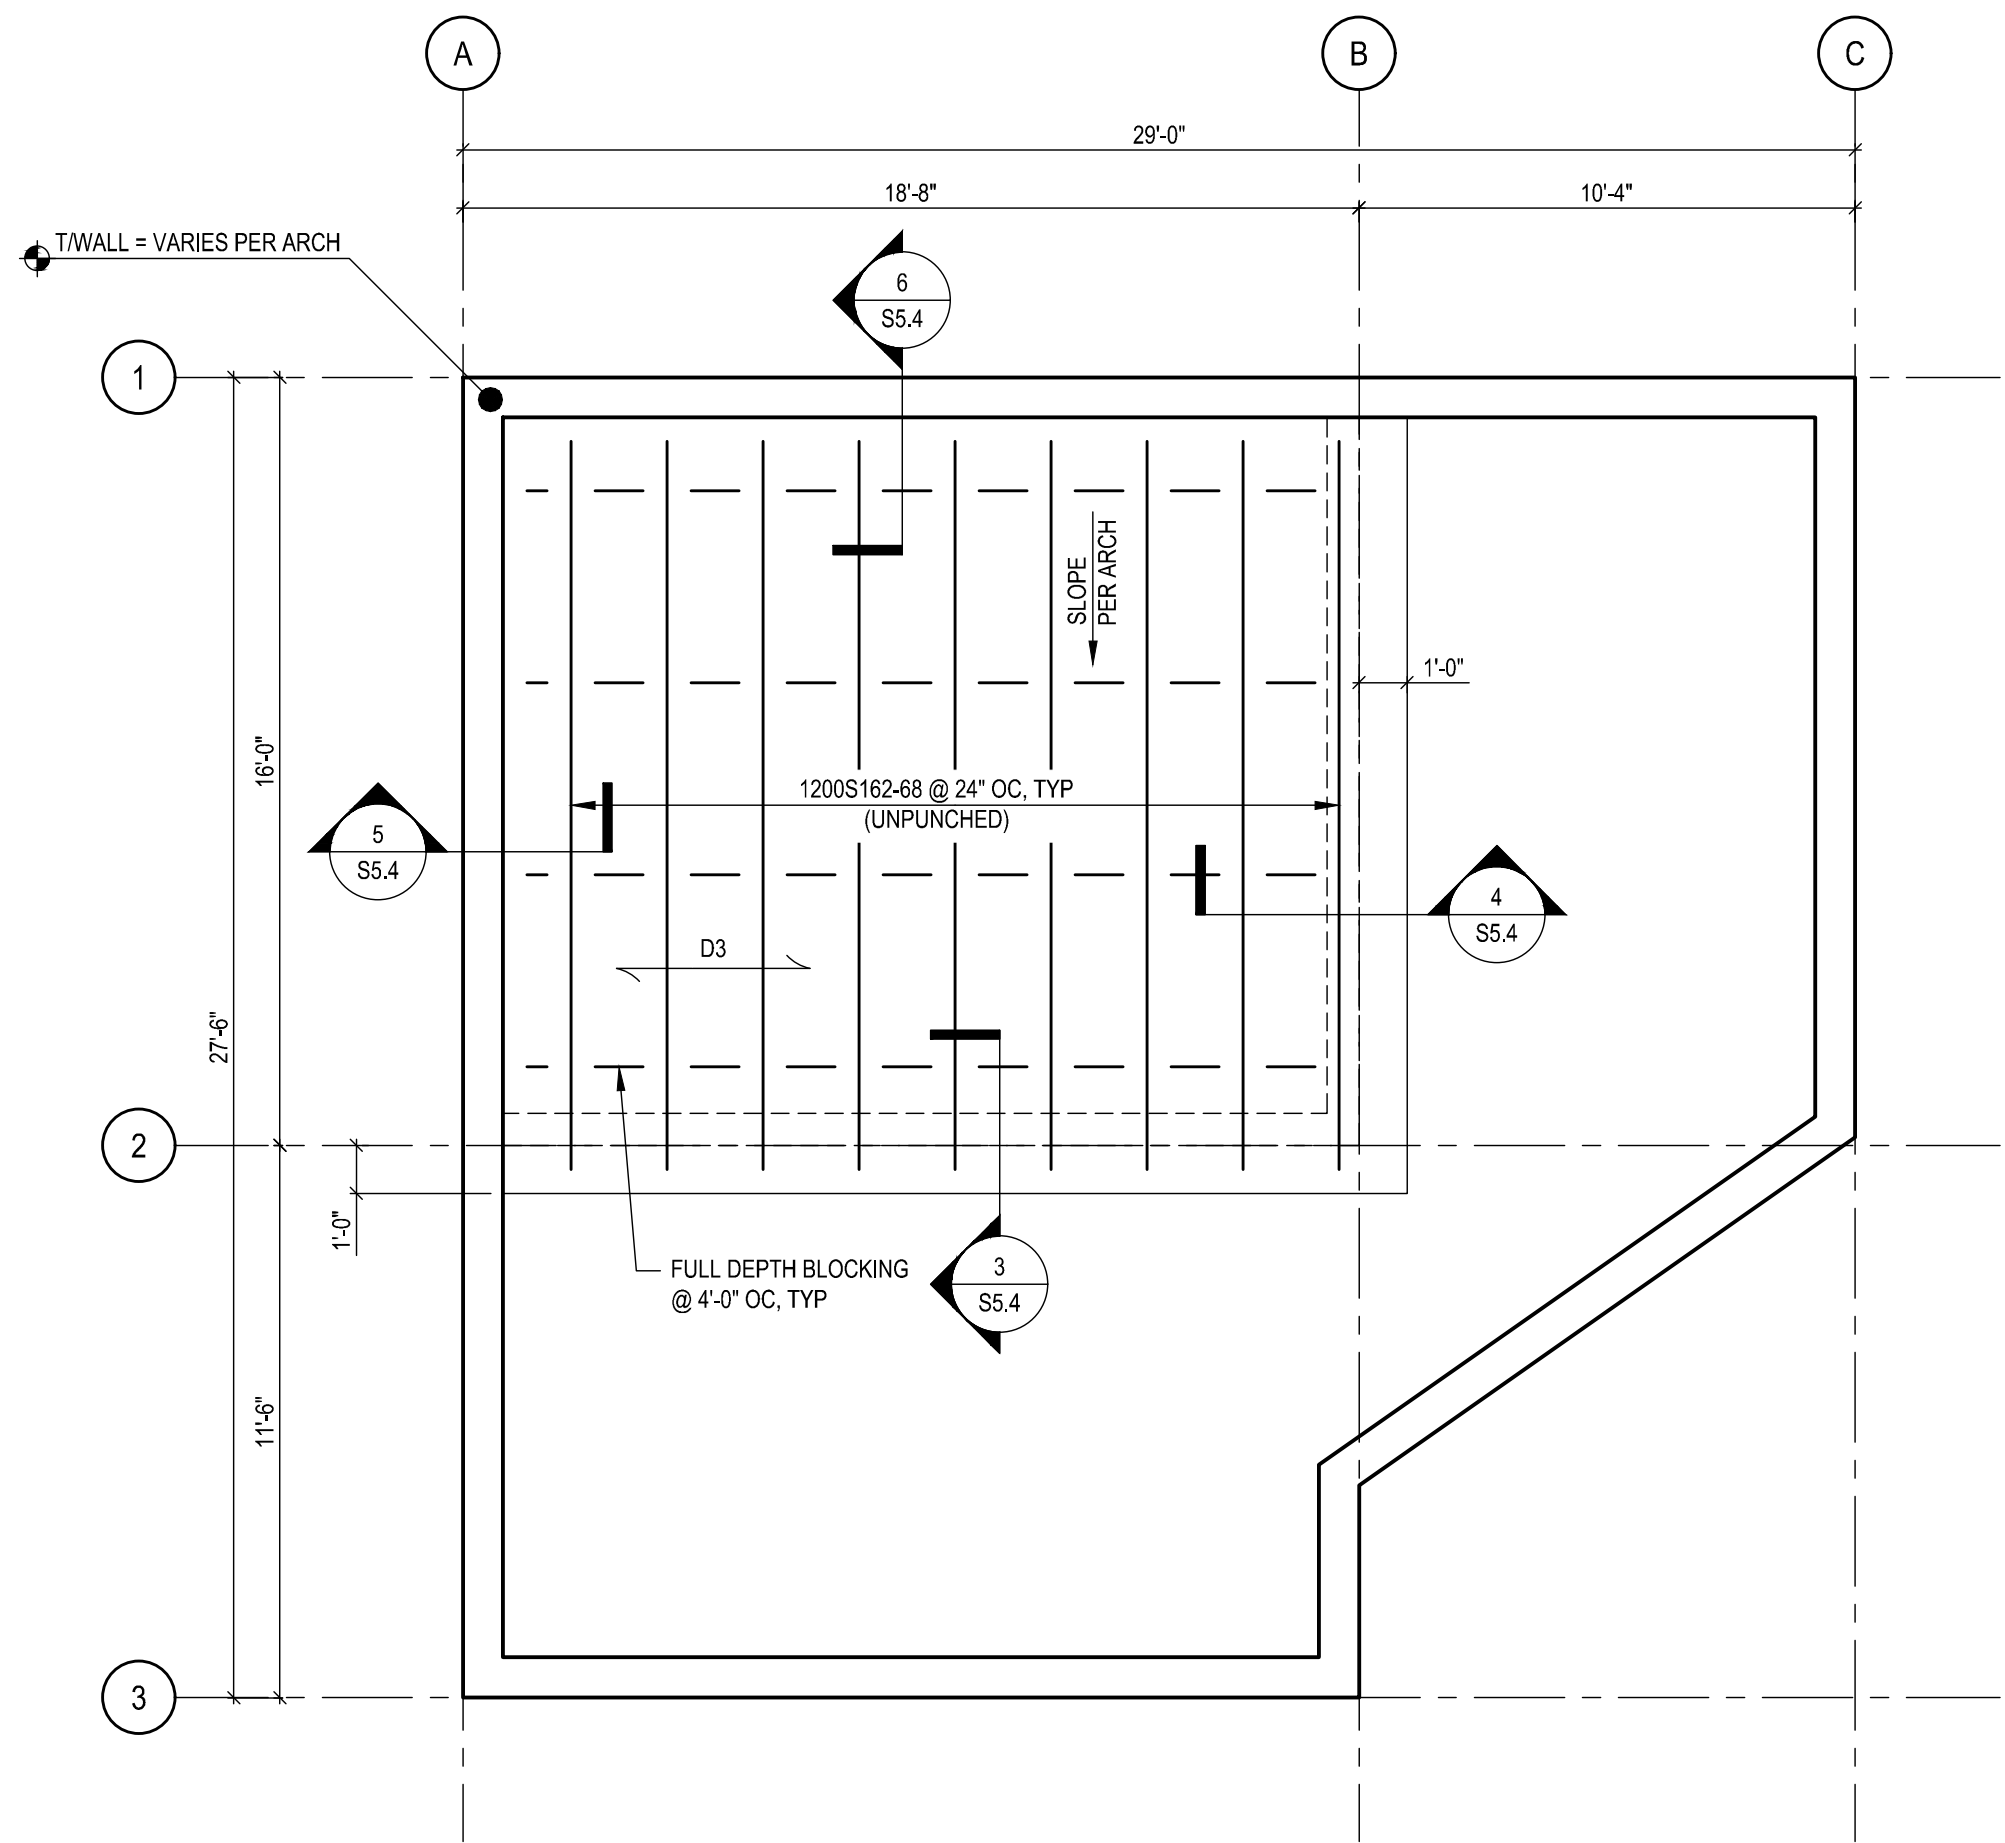 A
B
C
29'-0"
18'-8"
10'-4"
T/WALL = VARIES PER ARCH
6
S5.4
1
SLOPE
PER ARCH
1'-0"
16'-0"
1200S162-68 @ 24" OC, TYP
(UNPUNCHED)
5
S5.4
4
S5.4
D3
27'-6"
2
1'-0"
FULL DEPTH BLOCKING
@ 4'-0" OC, TYP
3
S5.4
11'-6"
3